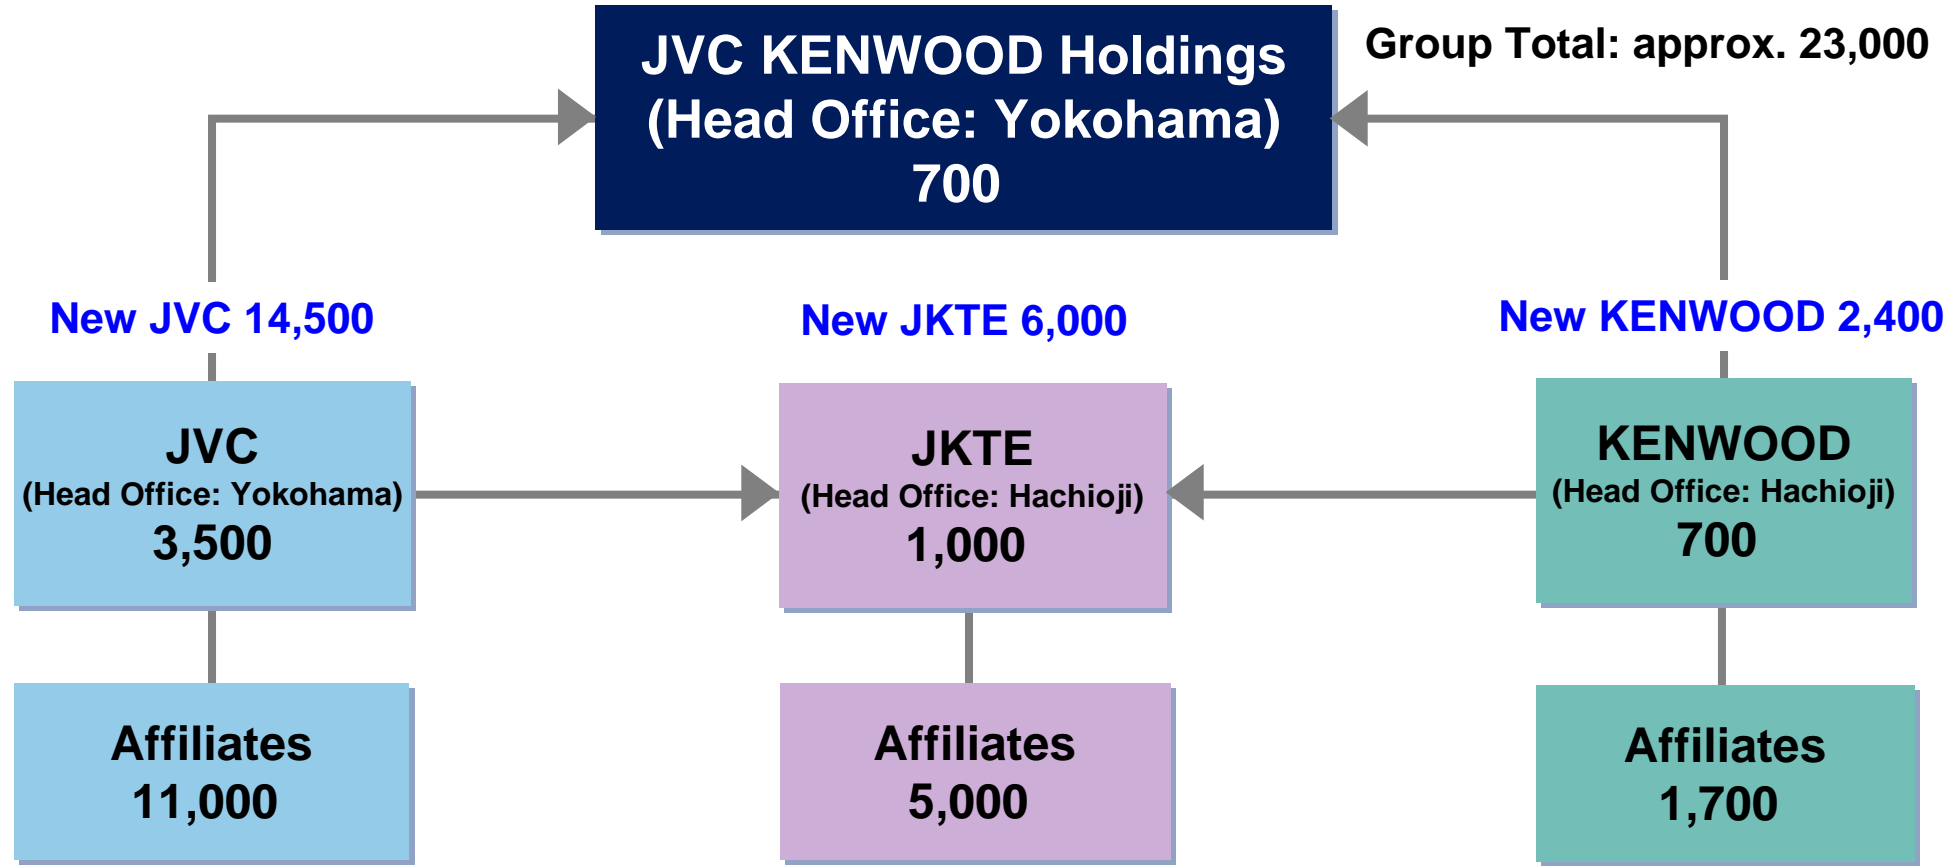 JVC KENWOOD Holdings
(Head Office: Yokohama)
700
Group Total: approx. 23,000
New JVC 14,500
New JKTE 6,000
New KENWOOD 2,400
JVC
(Head Office: Yokohama)
3,500
JKTE
(Head Office: Hachioji)
1,000
KENWOOD
(Head Office: Hachioji)
700
Affiliates
11,000
Affiliates
5,000
Affiliates
1,700